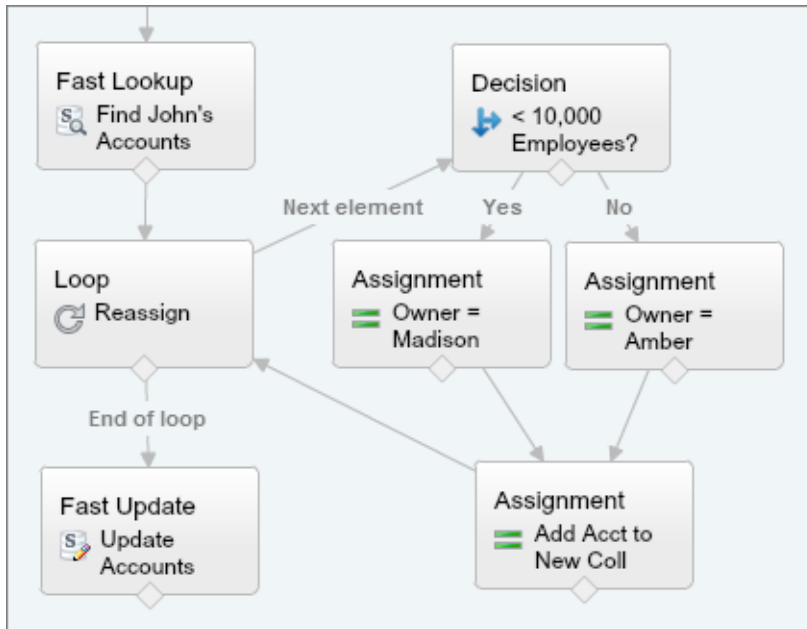 Fast Lookup
Find John's
Accounts
Decision
< 10,000
Employees?
Next element
Yes
No
Loop
Reassign
Assignment
Owner =
Madison
Assignment
Owner =
Amber
End of loop
Fast Update
Update
Accounts
Assignment
Add Acct to
New Coll